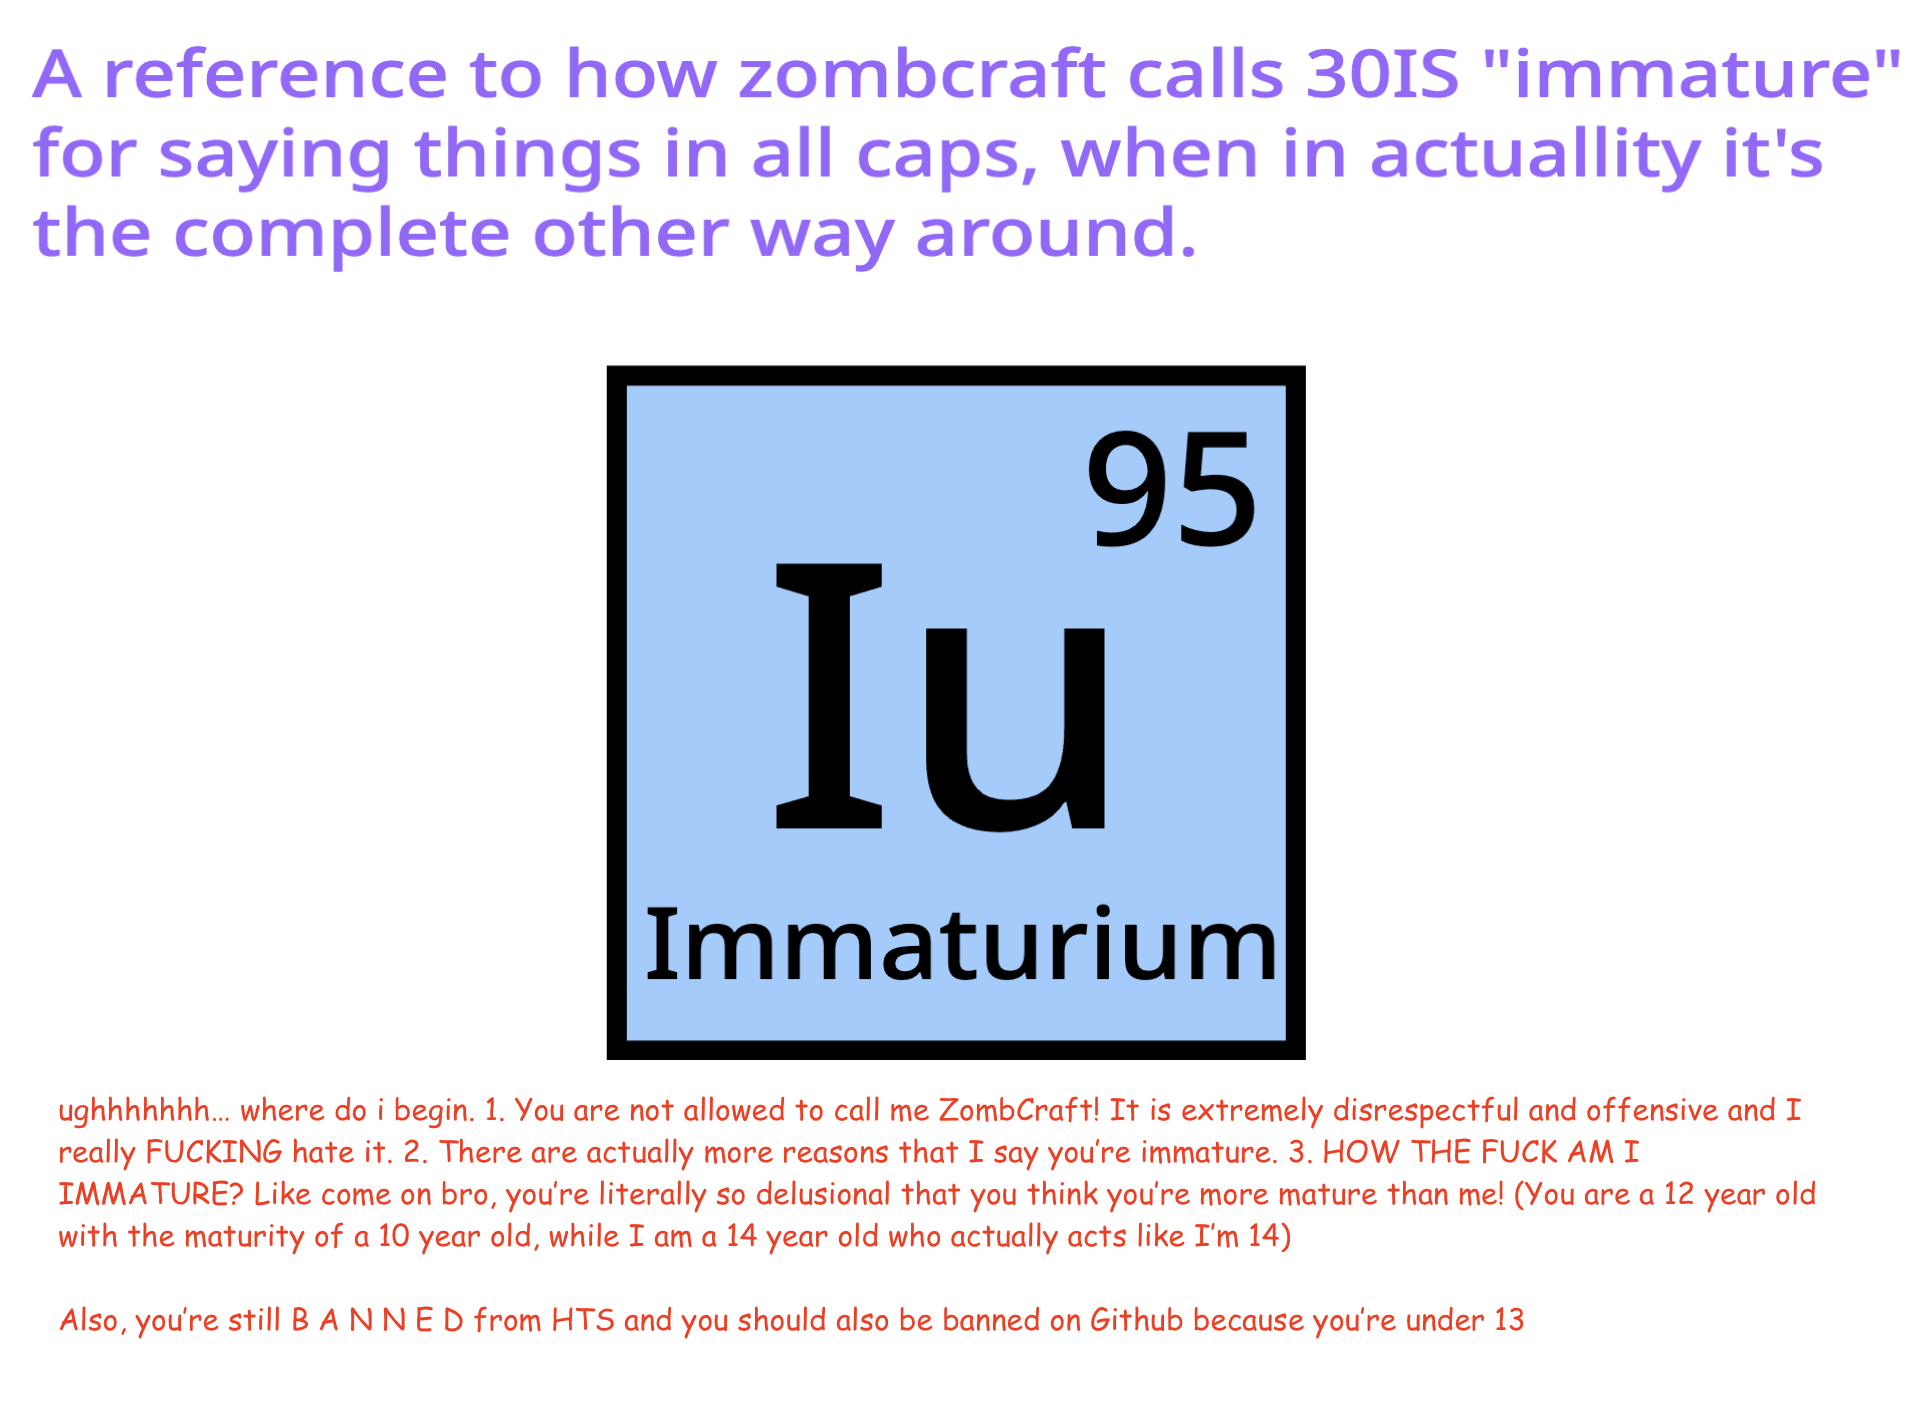 A reference to how zombcraft calls 30IS "immature"
for saying things in all caps, when in actuallity it's
the complete other way around.
95
Iu
Immaturium
ughhhhhhh... where do i begin. 1. You are not allowed to call me ZombCraft! It is extremely disrespectful and offensive and I
really FUCKING hate it. 2. There are actually more reasons that I say you’re immature. 3. HOW THE FUCK AM I
IMMATURE? Like come on bro, you’re literally so delusional that you think you’re more mature than me! (You are a 12 year old
with the maturity of a 10 year old, while I am a 14 year old who actually acts like I’m 14)
Also, you’re still B A N N E D from HTS and you should also be banned on Github because you’re under 13